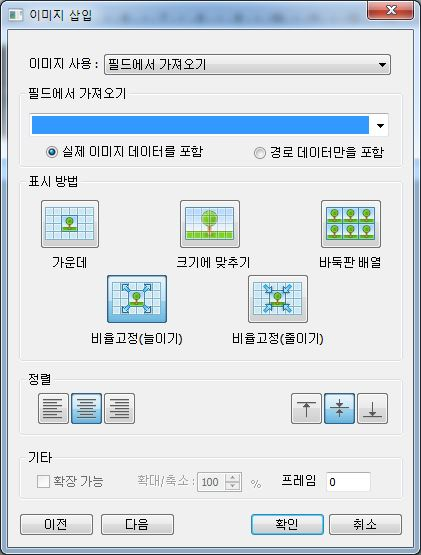 이미지 삽입
이미지 사용 : 필드에서 가져오기
필드에서 가져오기
실제 이미지 데이터를 포함 경로 데이터만을 포함
표시 방법
가운데 크기에 맞추기 바둑판 배열
비율고정(늘이기) 비율고정(줄이기)
정렬
기타
확장 가능 확대/축소 : 100 % 프레임 0
이전 다음 확인 취소